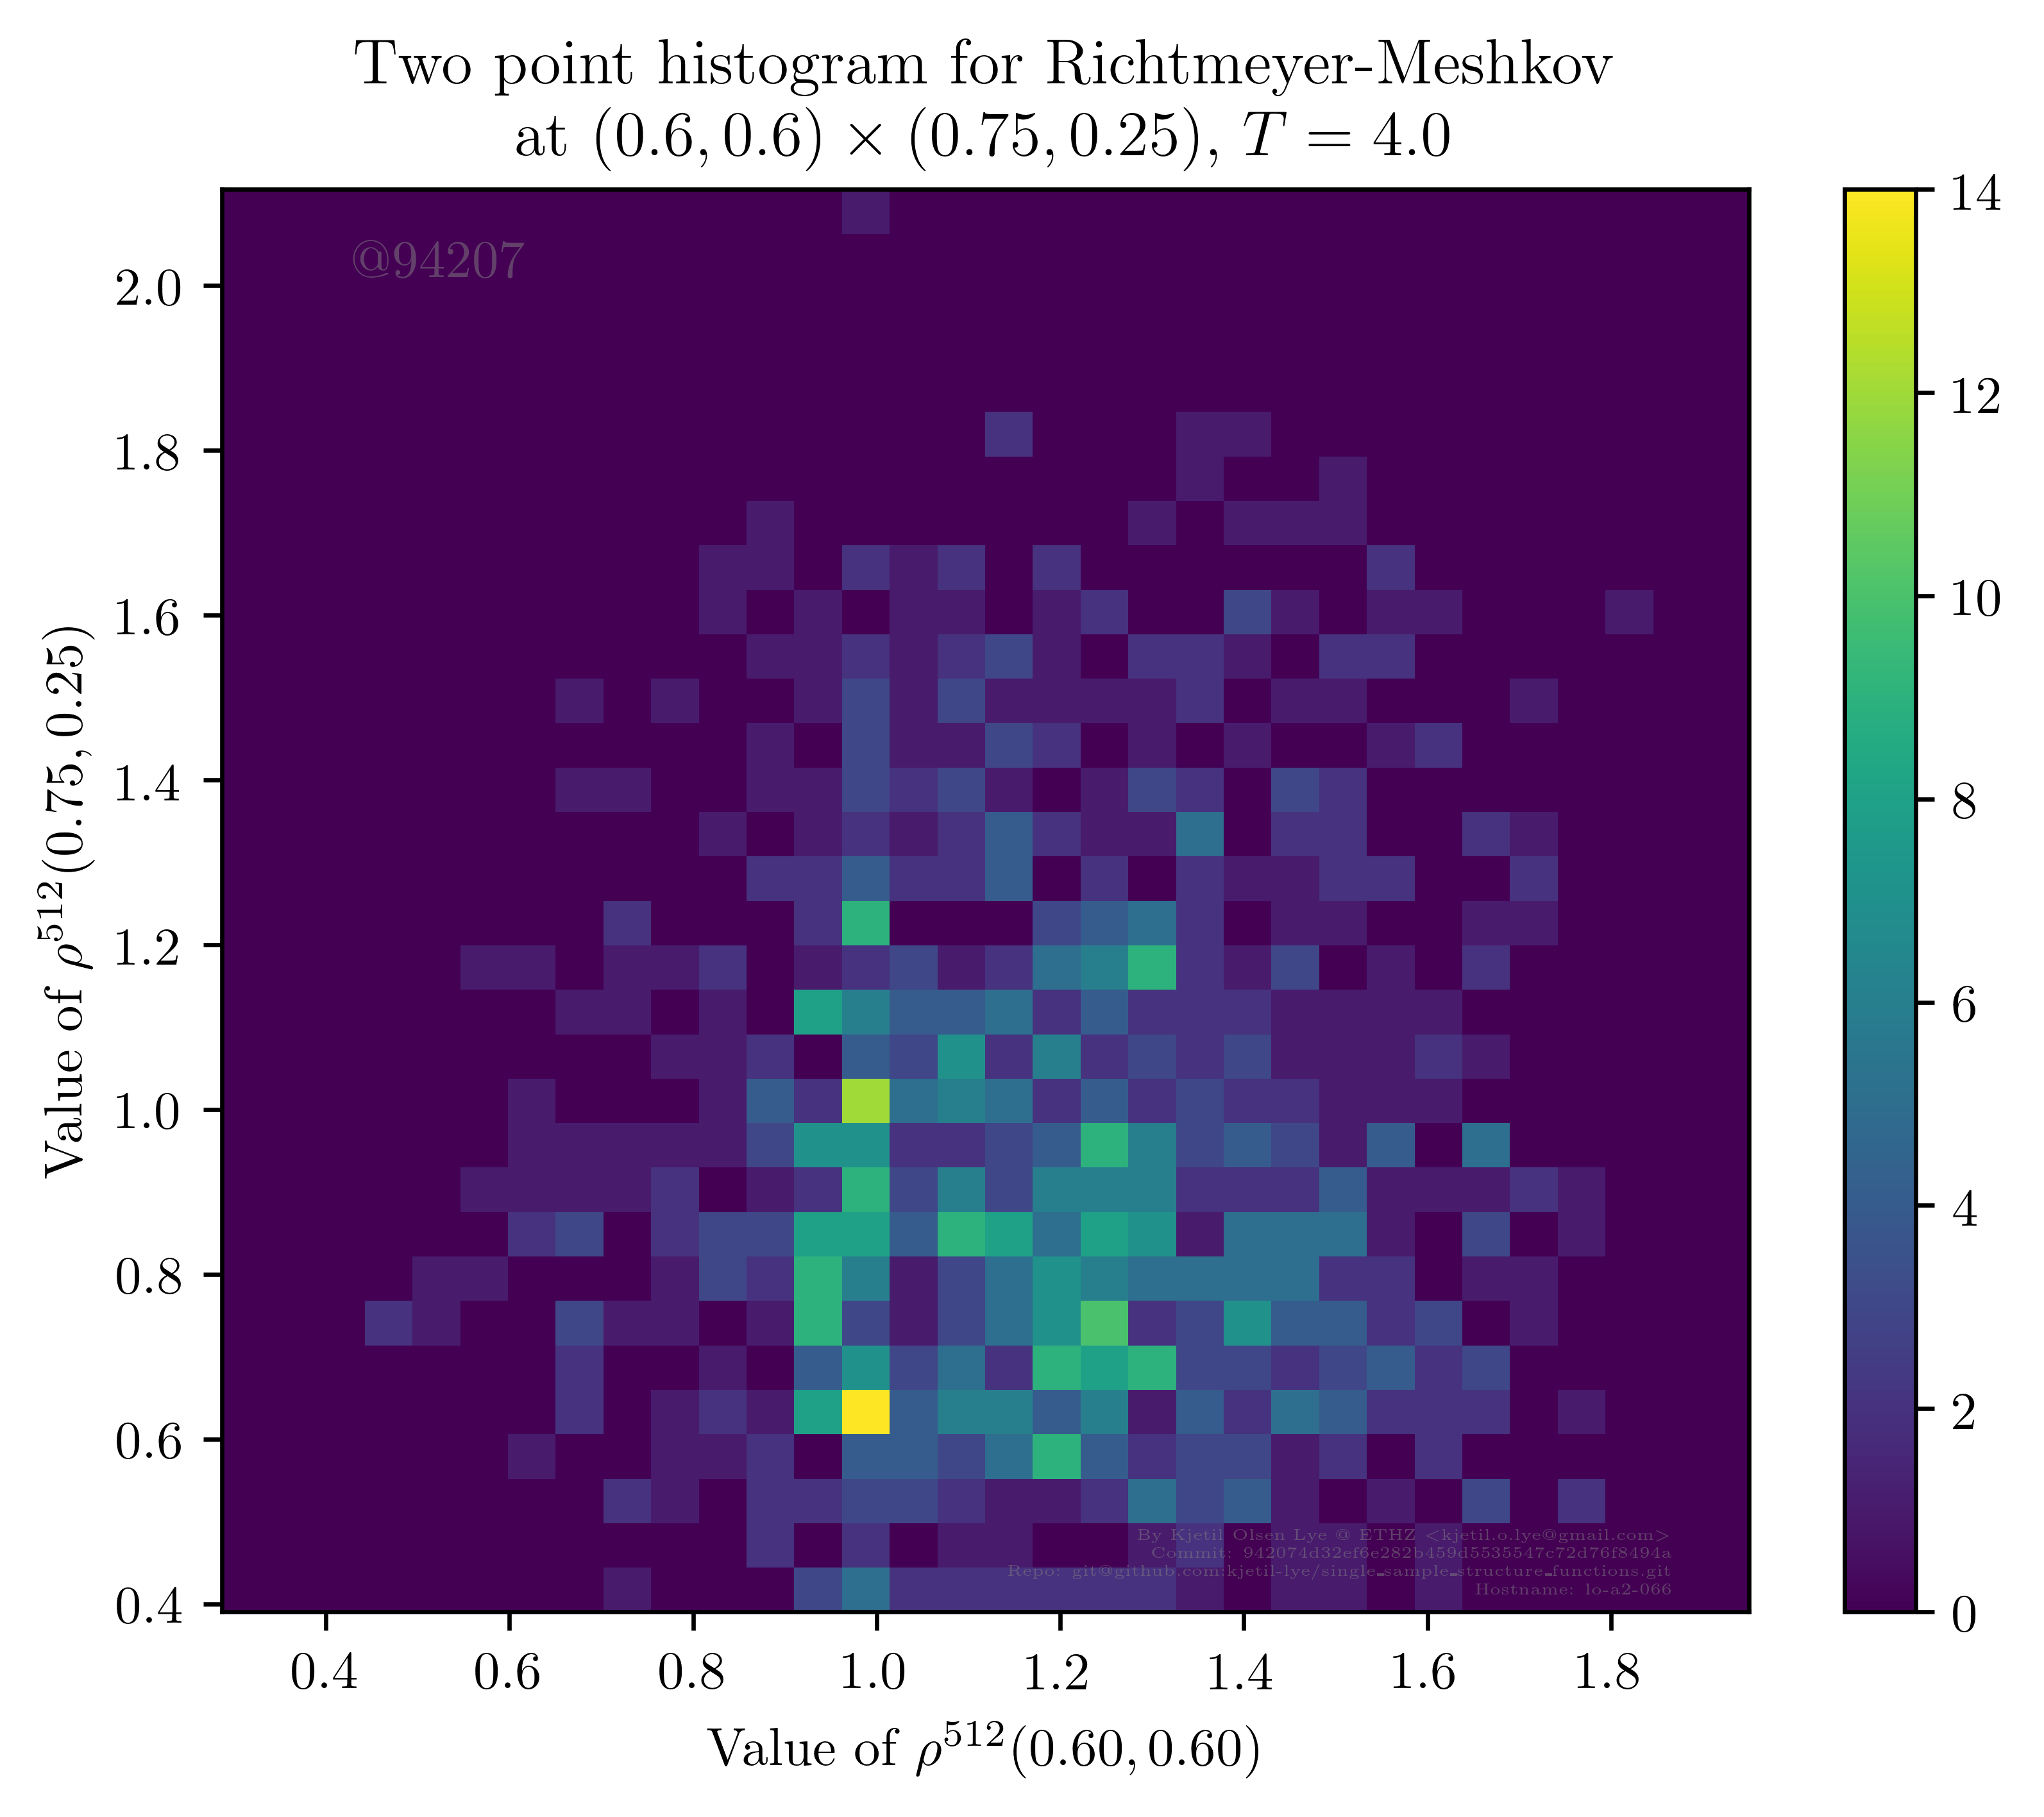 Two point histogram for Richtmeyer-Meshkov
at (0.6, 0.6) × (0.75, 0.25), T = 4.0
@94207
2.0
1.8
1.6
1.4
1.2
1.0
0.8
0.6
0.4
Value of ρ^512(0.75, 0.25)
0.4 0.6 0.8 1.0 1.2 1.4 1.6 1.8
Value of ρ^512(0.60, 0.60)
14
12
10
8
6
4
2
0
By Kjetil Olsen Lye @ ETHZ <kjetil.o.lye@gmail.com>
Commit: 942074d32ef6e282b459d5535547c72d76f8494a
Repo: git@github.com:kjetil-lye/single_sample_structure_functions.git
Hostname: lo-a2-066